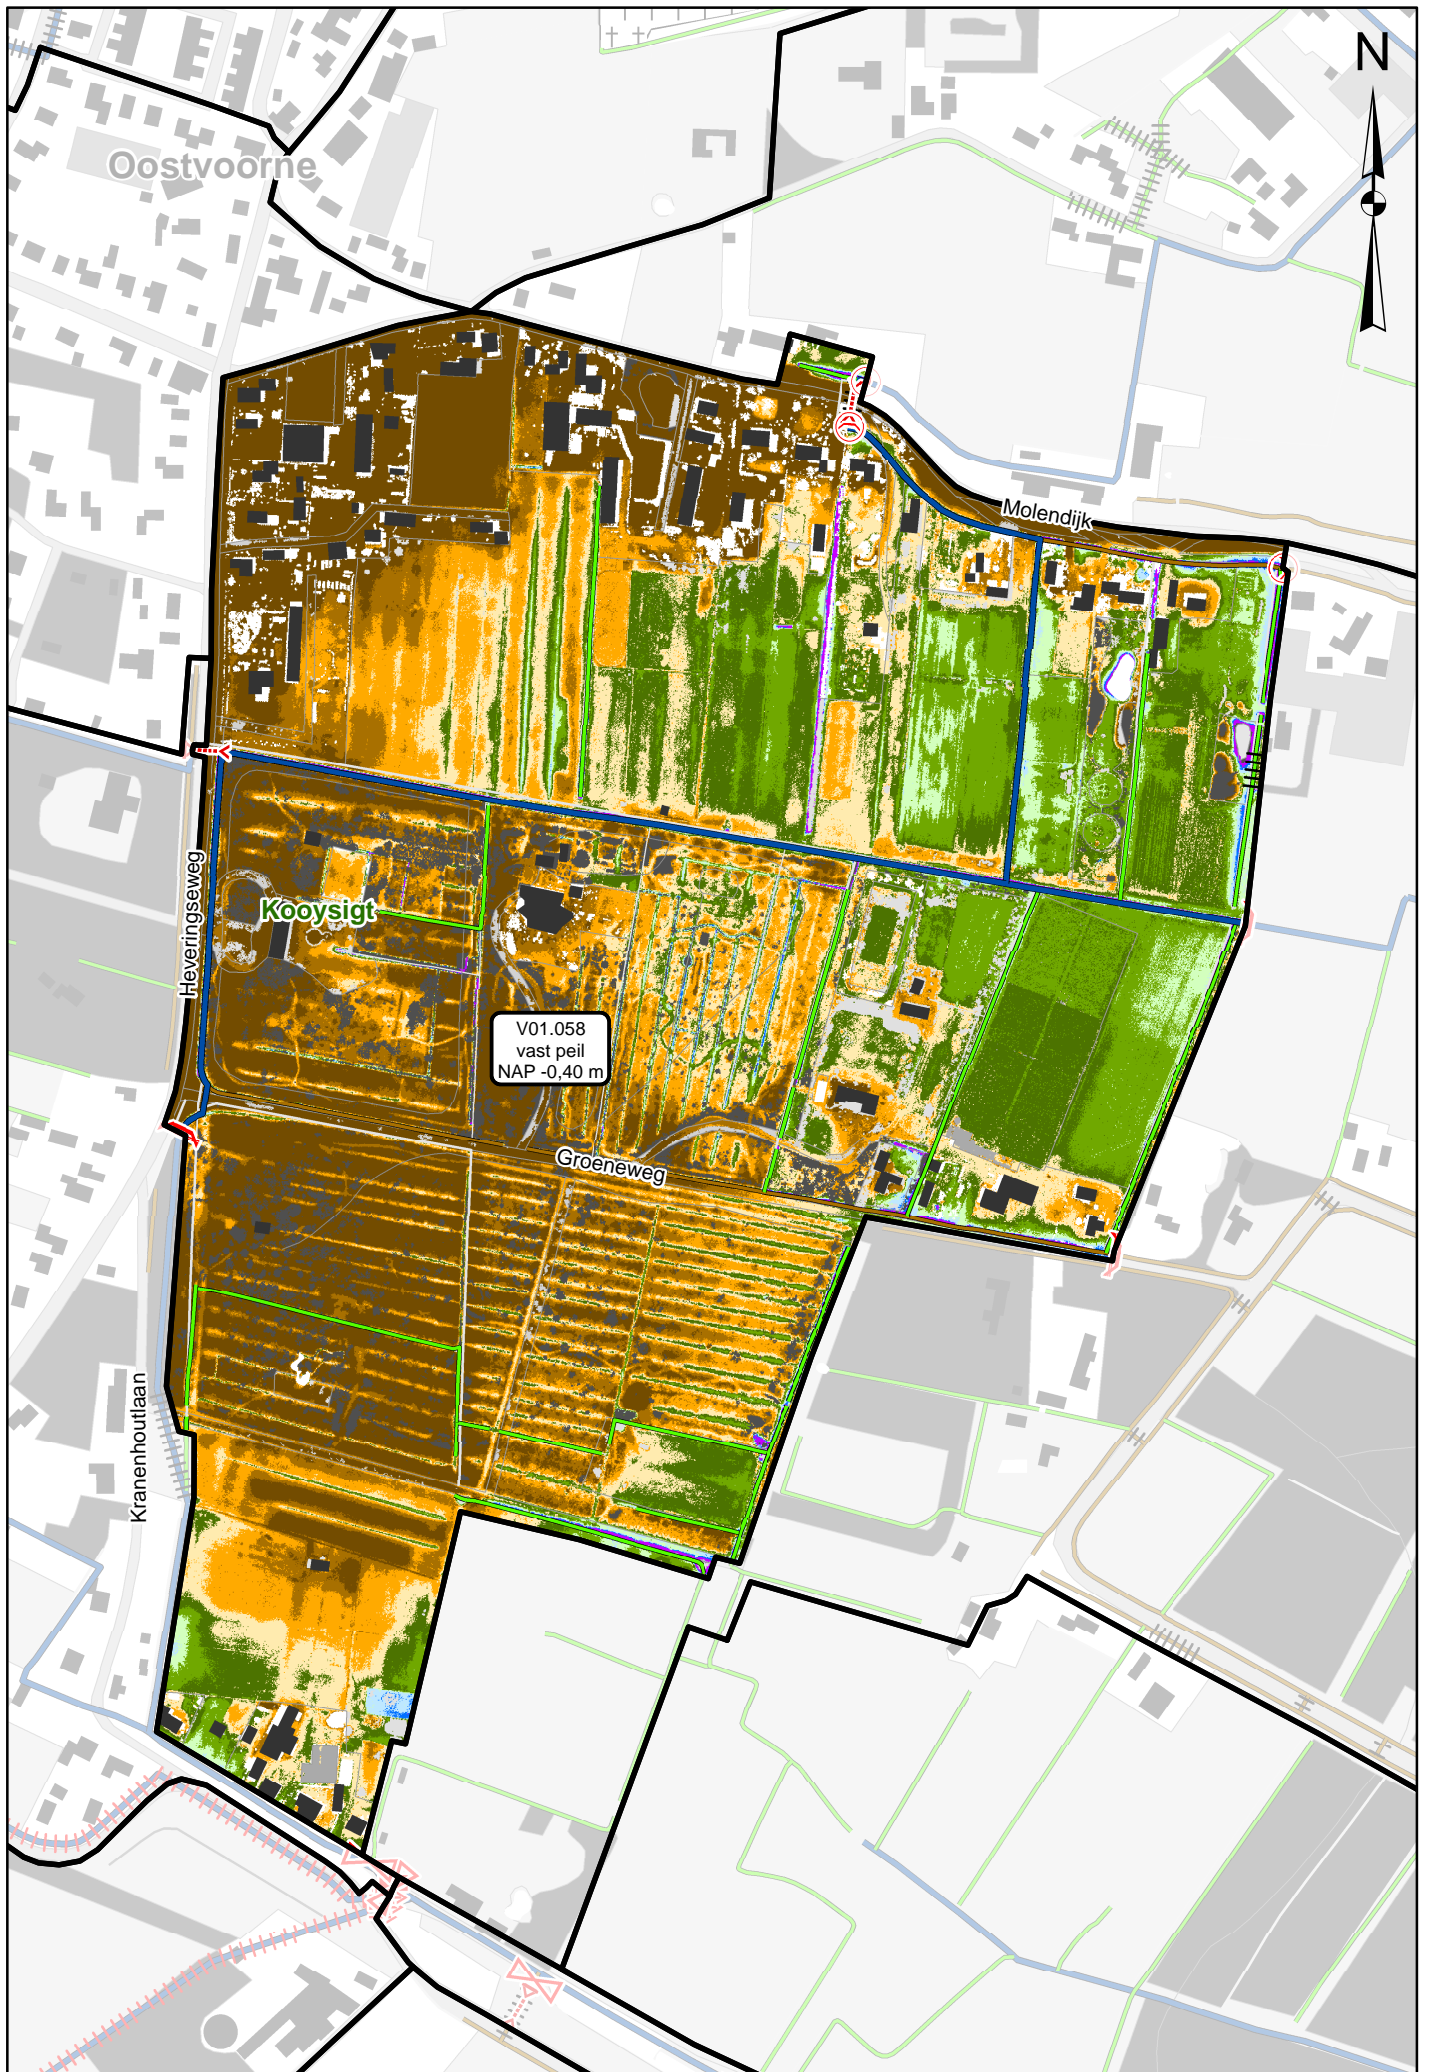 N
Oostvoorne
Molendijk
Heveringseweg
Kooysigt
V01.058
vast peil
NAP -0,40 m
Groeneweg
Kranenhoutlaan